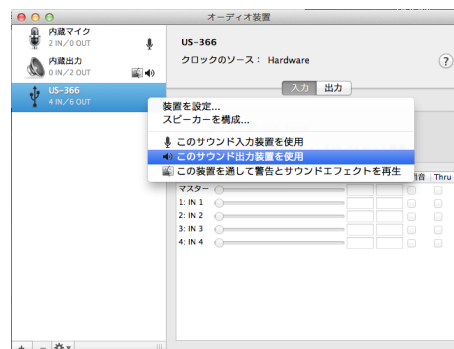 オーディオ装置
内蔵マイク
2 IN/0 OUT
内蔵出力
0 IN/2 OUT
US-366
4 IN/6 OUT
US-366
クロックのソース： Hardware
?
入力 出力
装置を設定...
スピーカーを構成...
このサウンド入力装置を使用
このサウンド出力装置を使用
この装置を通して警告とサウンドエフェクトを再生
音 Thru
マスター
1: IN 1
2: IN 2
3: IN 3
4: IN 4